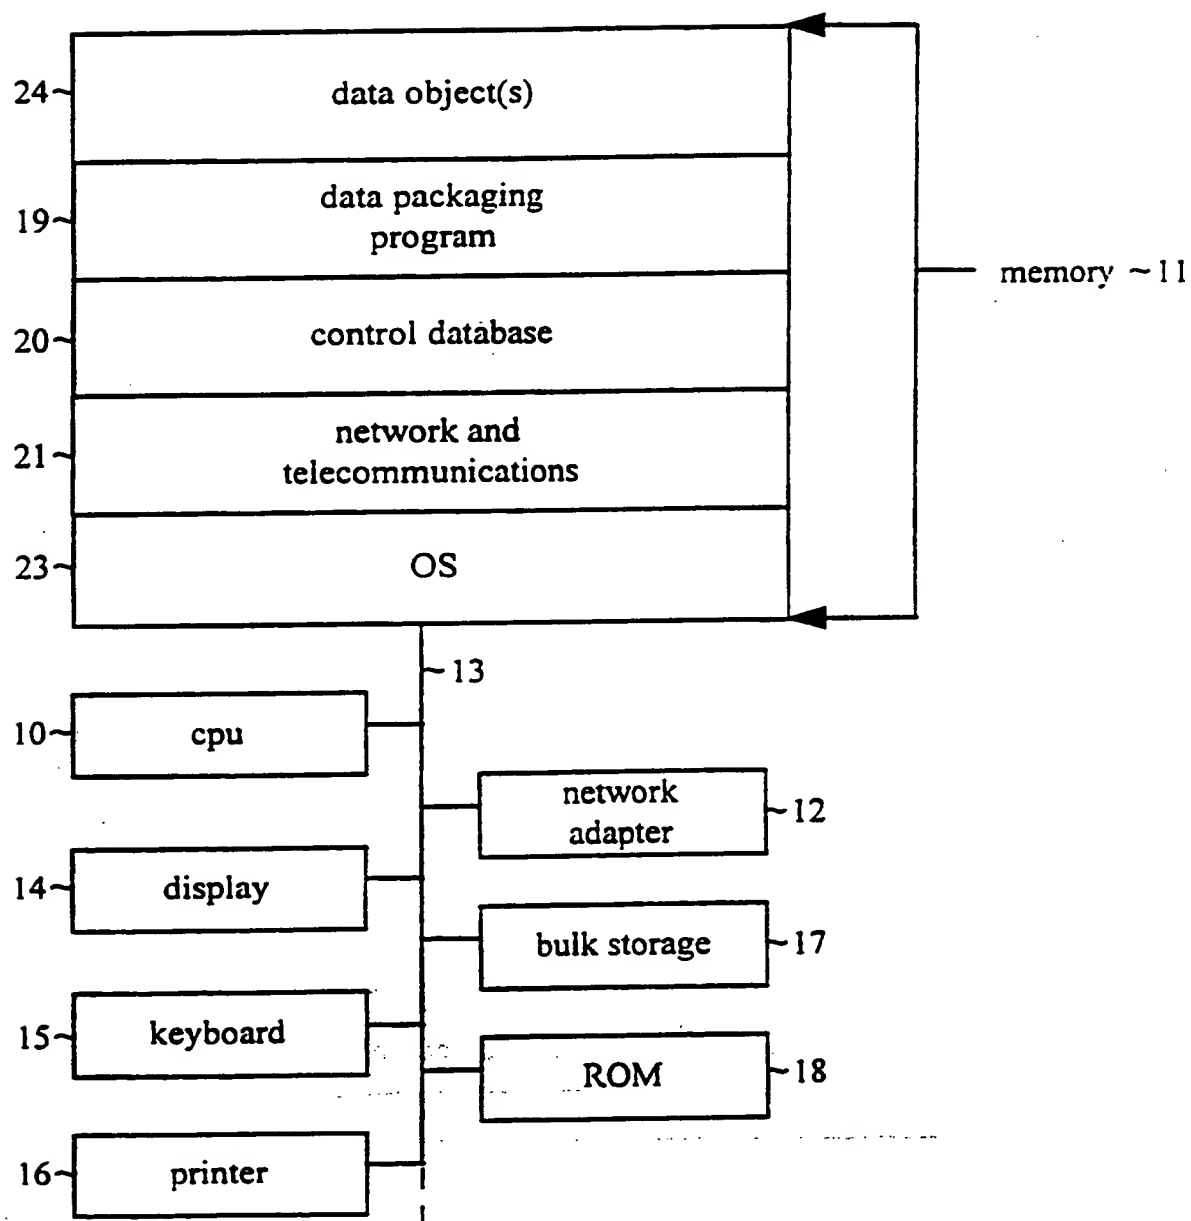 24~ data object(s)
19~ data packaging
program
memory ~11
20~ control database
21~ network and
telecommunications
23~ OS
~13
10~ cpu
network
adapter ~12
14~ display
bulk storage ~17
15~ keyboard
ROM ~18
16~ printer